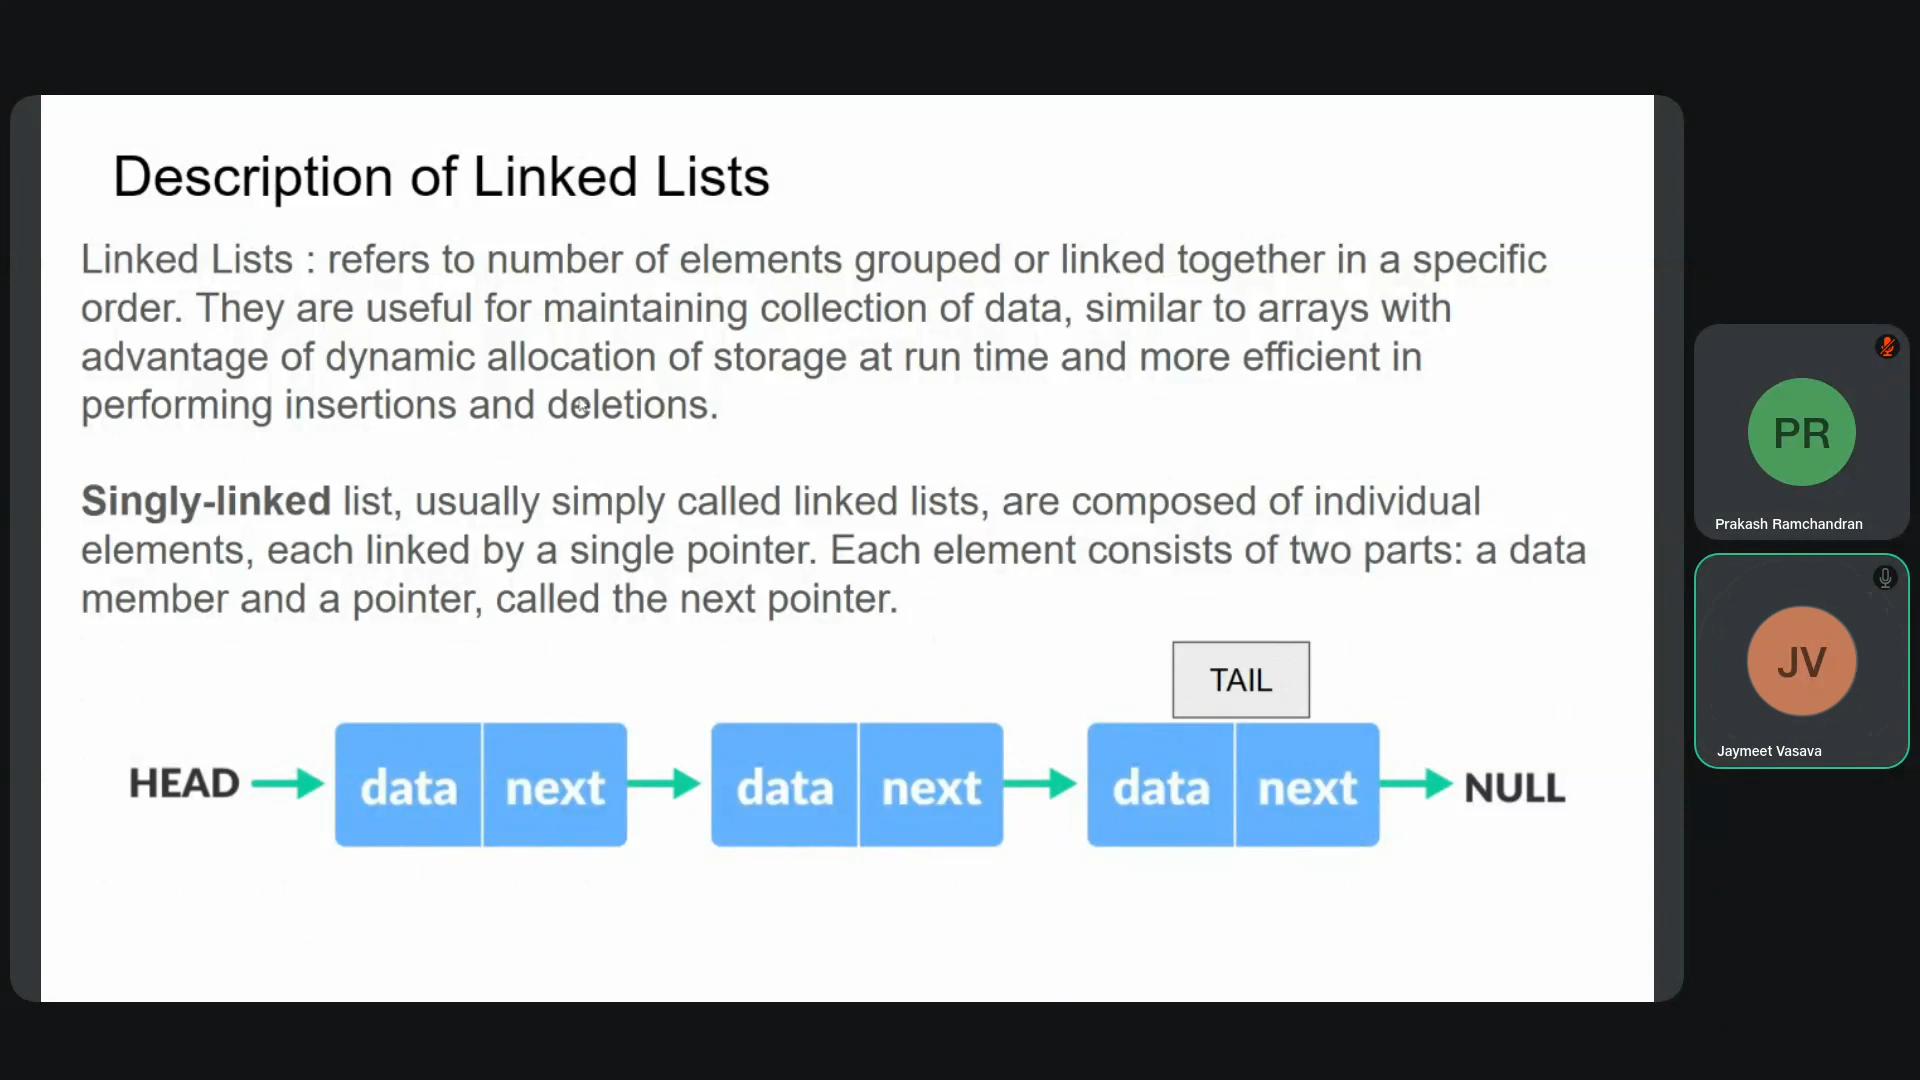 Description of Linked Lists
Linked Lists : refers to number of elements grouped or linked together in a specific
order. They are useful for maintaining collection of data, similar to arrays with
advantage of dynamic allocation of storage at run time and more efficient in
performing insertions and deletions.
Singly-linked list, usually simply called linked lists, are composed of individual
elements, each linked by a single pointer. Each element consists of two parts: a data
member and a pointer, called the next pointer.
TAIL
HEAD data next data next data next NULL
PR
Prakash Ramchandran
JV
Jaymeet Vasava